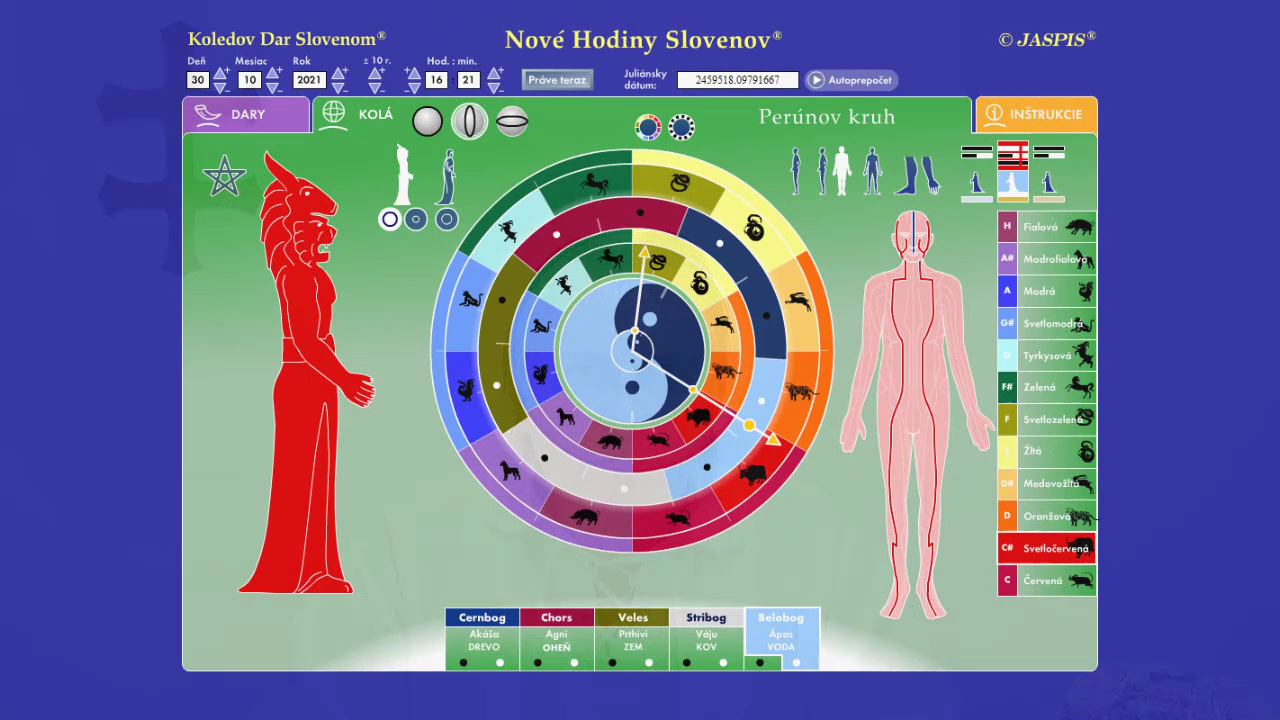 Koledov Dar Slovenom®
Nové Hodiny Slovenov®
© JASPIS®
Deň
Mesiac
Rok
± 10 r.
Hod. : min.
30
10
2021
16 : 21
Práve teraz
Juliánsky
dátum:
2459518.09791667
Autoprepočet
DARY
KOLÁ
Perúnov kruh
INŠTRUKCIE
H Fialová
A# Modrofialová
A Modrá
G# Svetlomodrá
G Tyrkysová
F# Zelená
F Svetlozelená
Žltá
D# Medovožltá
D Oranžová
C# Svetločervená
C Červená
Cernbog
Chors
Veles
Stribog
Belobog
Akáša
Agni
Prthivi
Váju
Ápas
DREVO
OHEŇ
ZEM
KOV
VODA